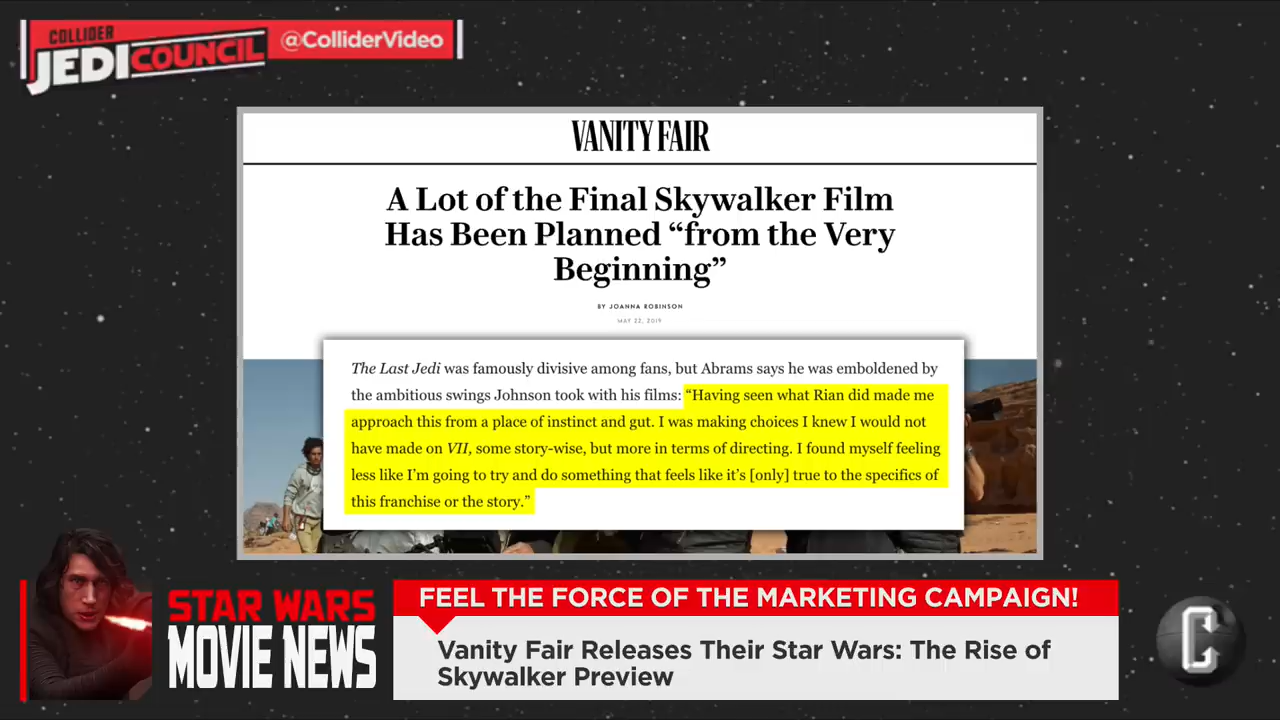 COLLIDER
JEDI COUNCIL
@ColliderVideo
VANITY FAIR
A Lot of the Final Skywalker Film
Has Been Planned “from the Very
Beginning”
BY JOANNA ROBINSON
MAY 22, 2019
The Last Jedi was famously divisive among fans, but Abrams says he was emboldened by
the ambitious swings Johnson took with his films: “Having seen what Rian did made me
approach this from a place of instinct and gut. I was making choices I knew I would not
have made on VII, some story-wise, but more in terms of directing. I found myself feeling
less like I’m going to try and do something that feels like it’s [only] true to the specifics of
this franchise or the story.”
STAR WARS
MOVIE NEWS
FEEL THE FORCE OF THE MARKETING CAMPAIGN!
Vanity Fair Releases Their Star Wars: The Rise of
Skywalker Preview
C